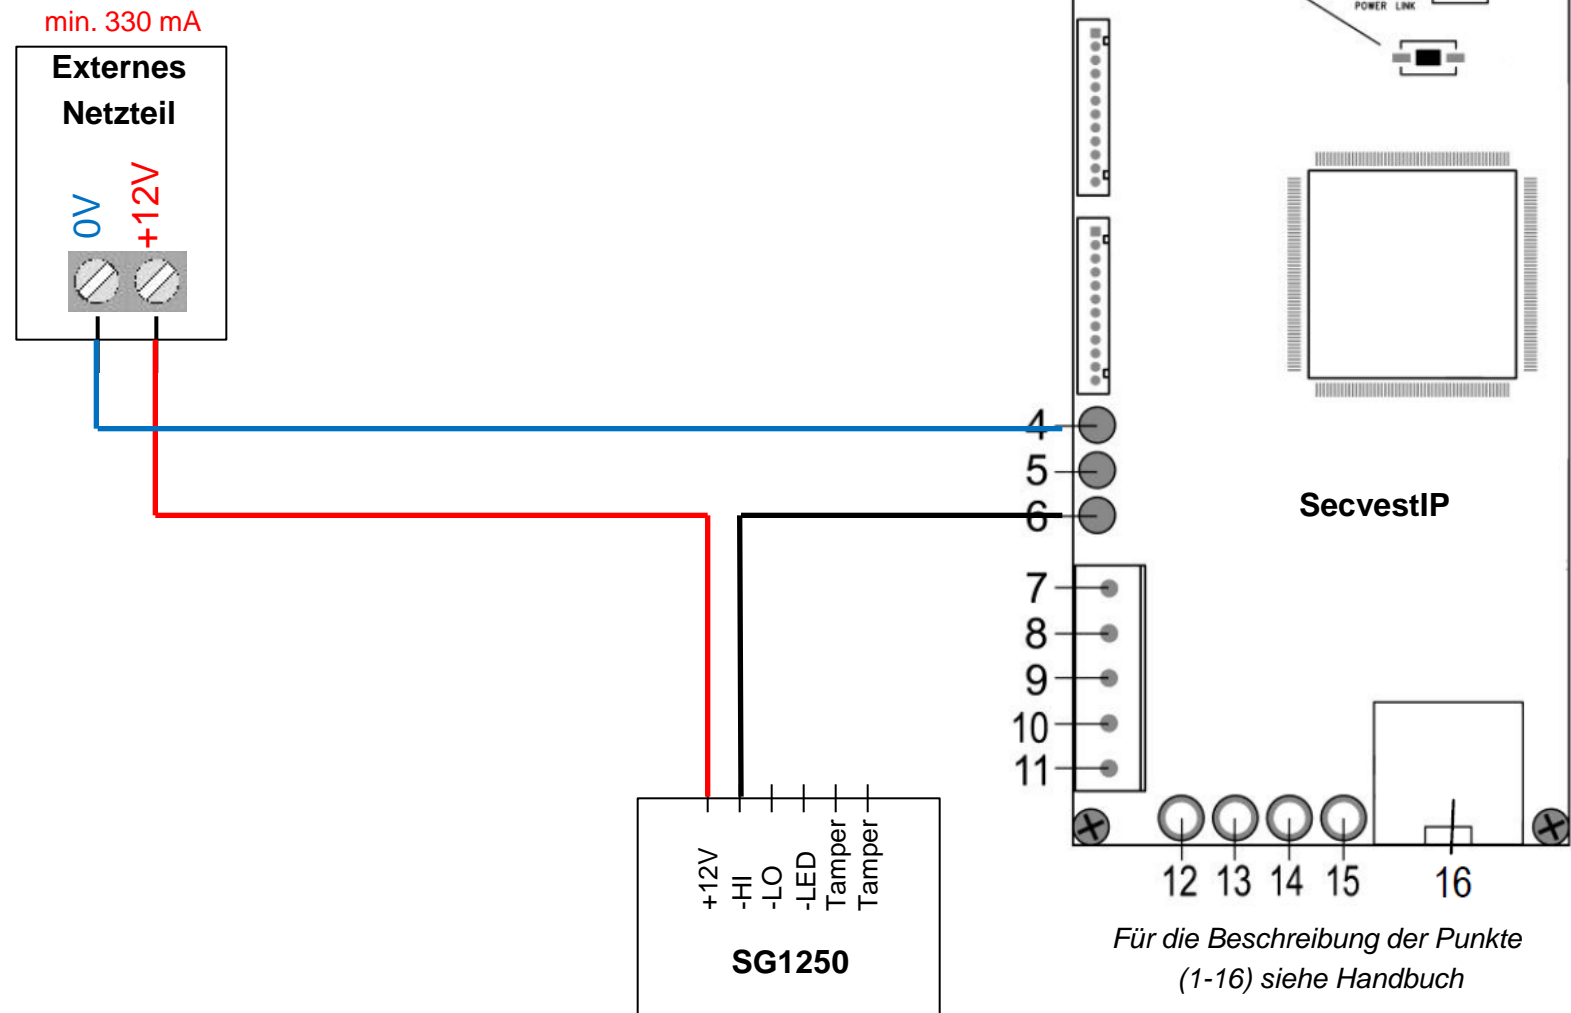 min. 330 mA
Externes
Netzteil
0V
+12V
POWER LINK
4
5
6
SecvestIP
7
8
9
10
11
12 13 14 15 16
+12V
-HI
-LO
-LED
Tamper
Tamper
SG1250
Für die Beschreibung der Punkte
(1-16) siehe Handbuch